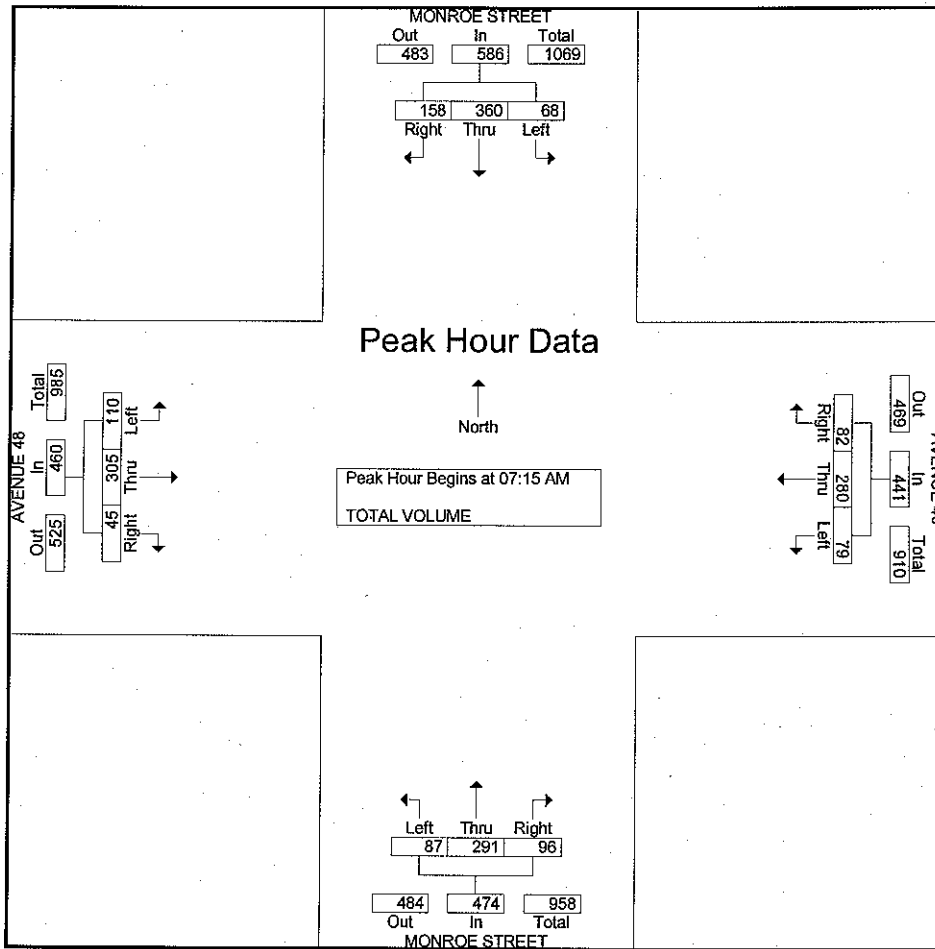 MONROE STREET
Out In Total
483 586 1069
158 360 68
Right Thru Left
Peak Hour Data
North
Peak Hour Begins at 07:15 AM
TOTAL VOLUME
AVENUE 48
Out In Total
525 460 985
45 305 110
Right Thru Left
Out In Total
469 441 910
82 280 79
Right Thru Left
Left Thru Right
87 291 96
484 474 958
Out In Total
MONROE STREET